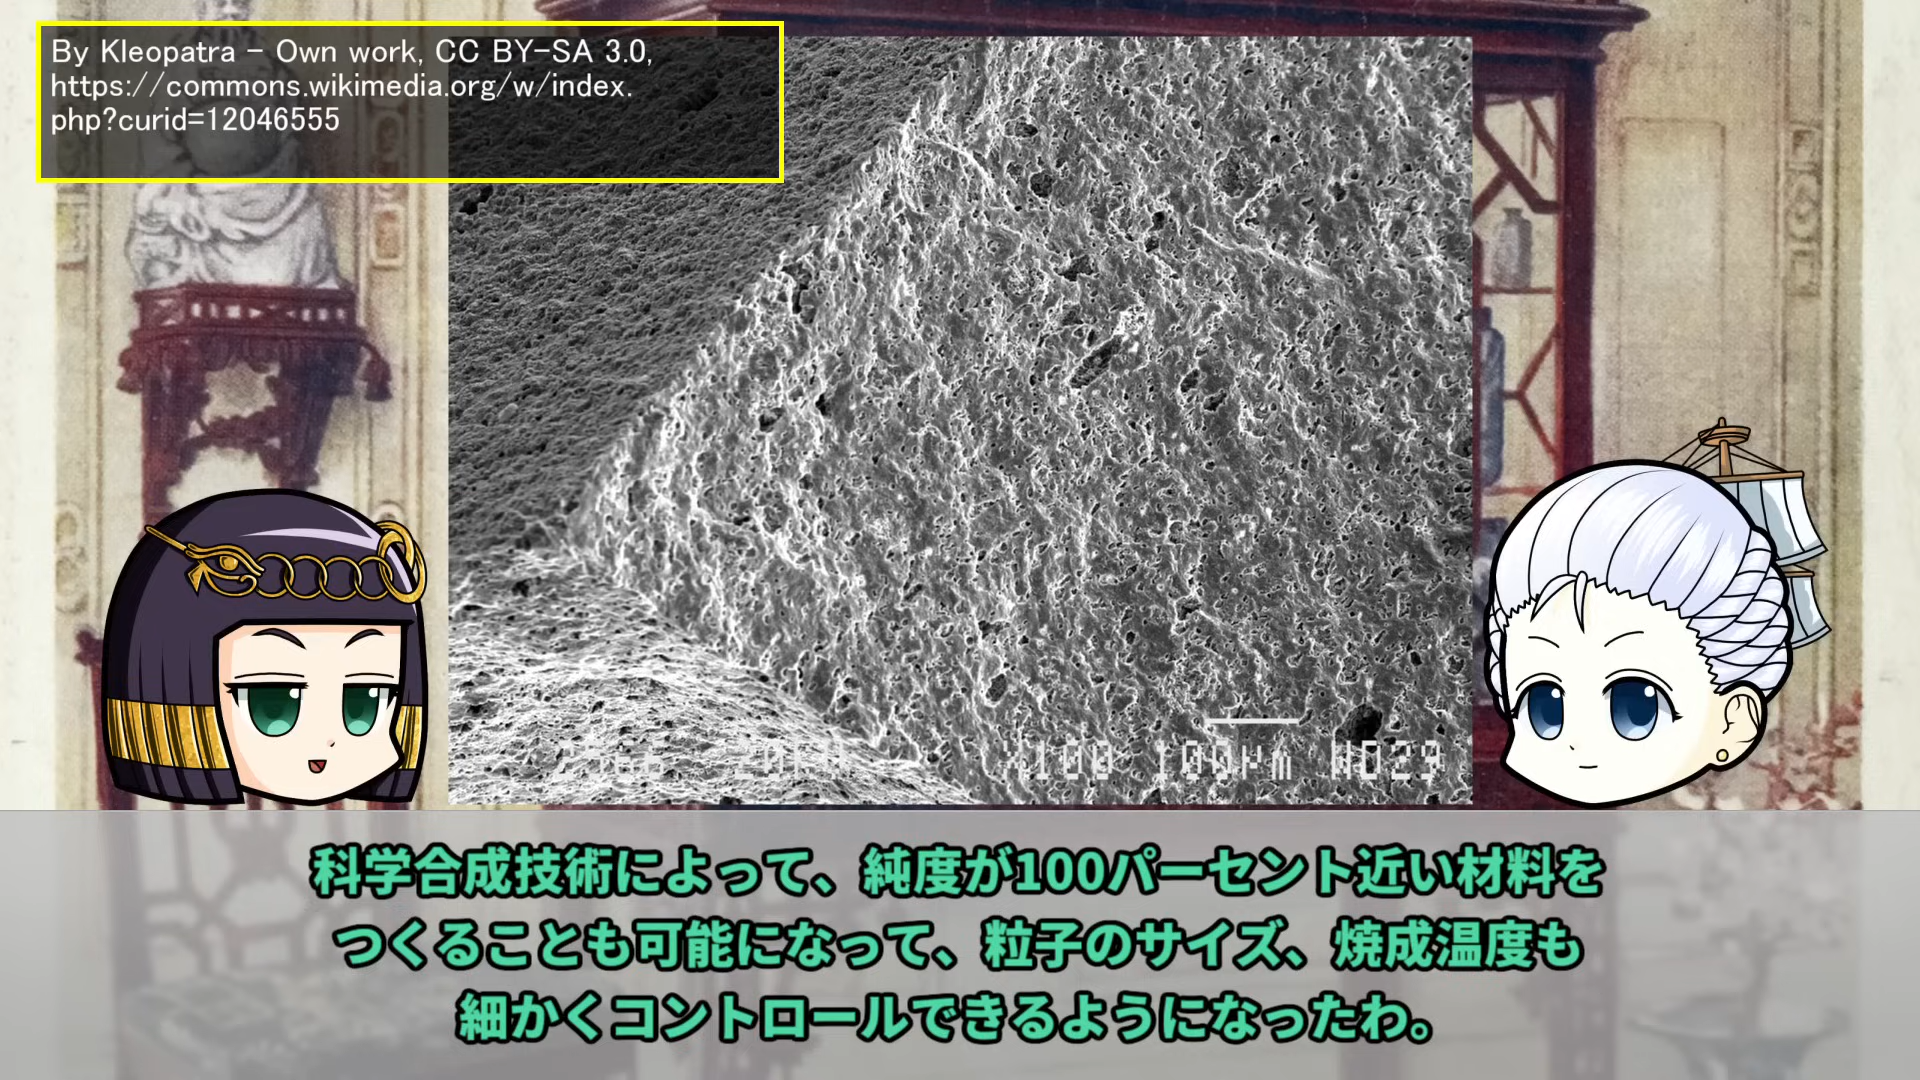 By Kleopatra - Own work, CC BY-SA 3.0,
https://commons.wikimedia.org/w/index.
php?curid=12046555
X100 100μm WD29
科学合成技術によって、純度が100パーセント近い材料を
つくることも可能になって、粒子のサイズ、焼成温度も
細かくコントロールできるようになったわ。